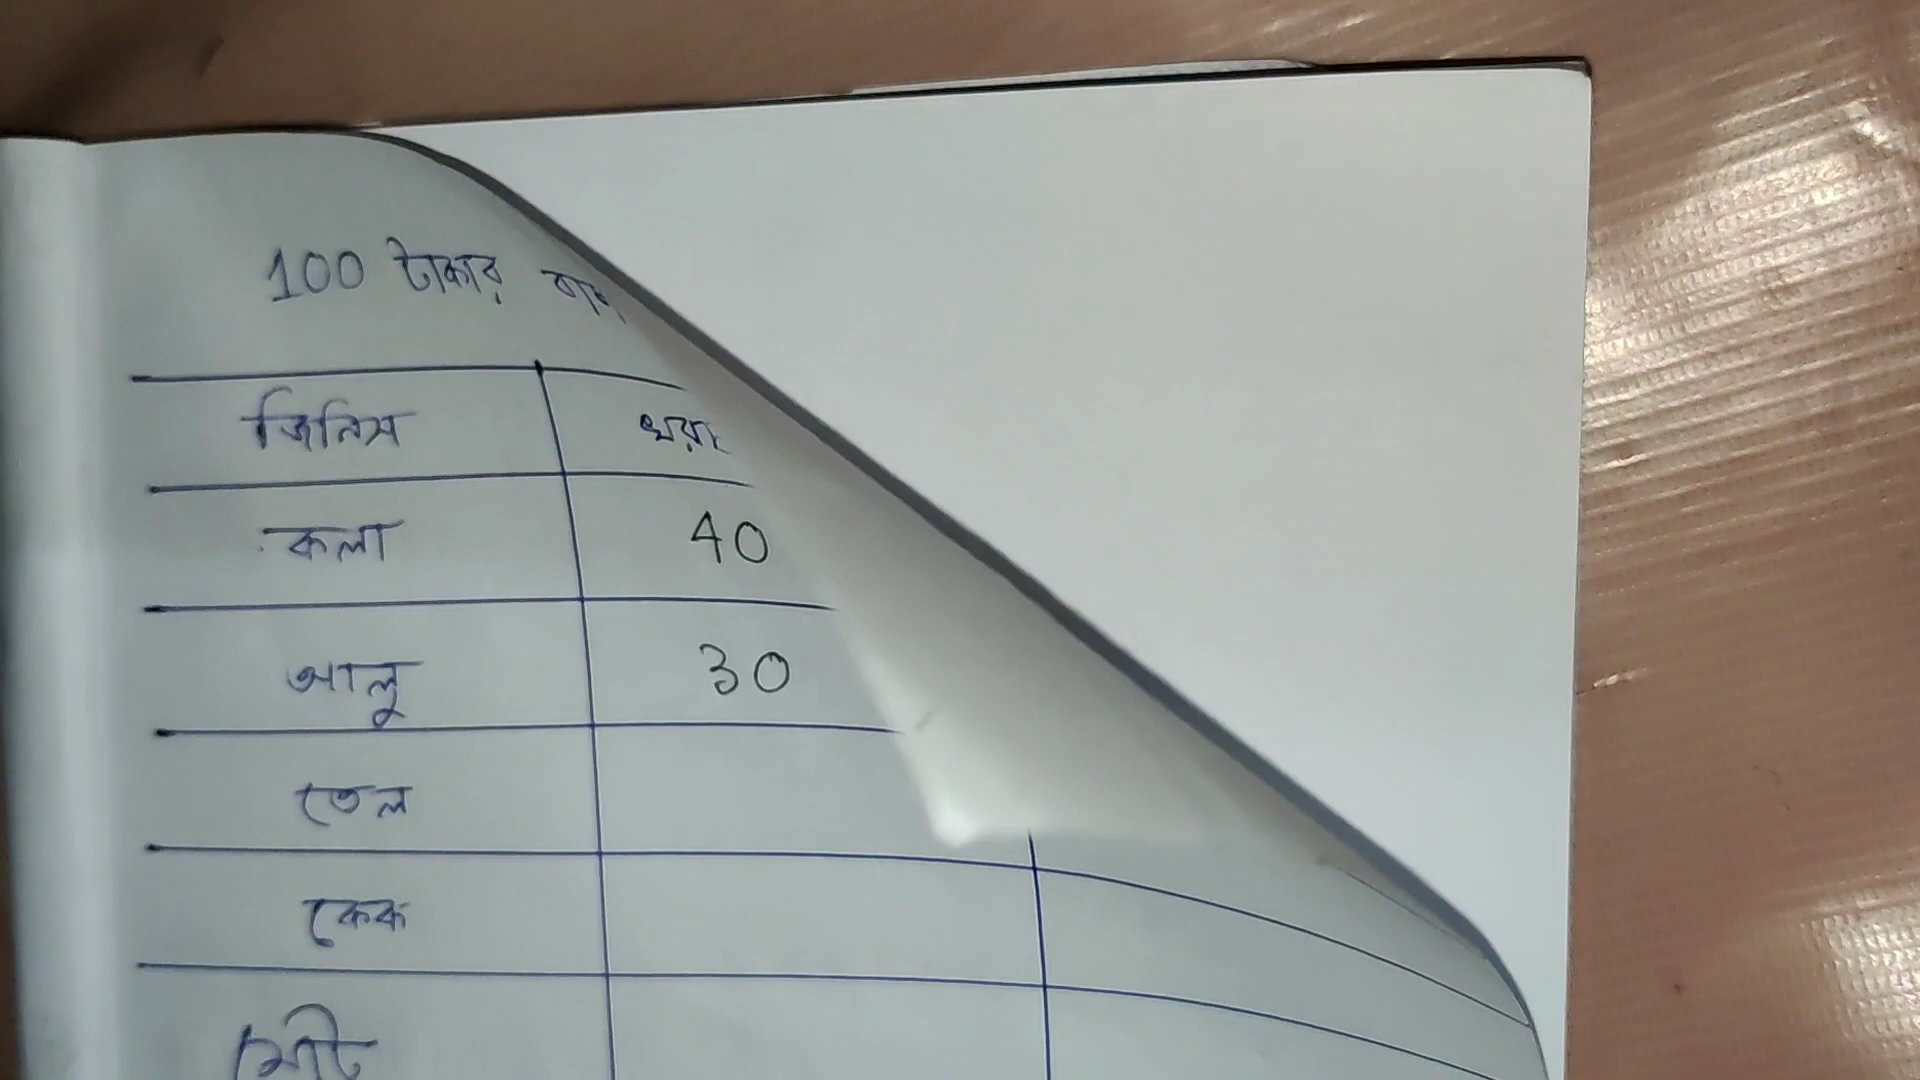 100 টাকার
জিনিস
কলা 40
আলু 30
তেল
কেক
মোট